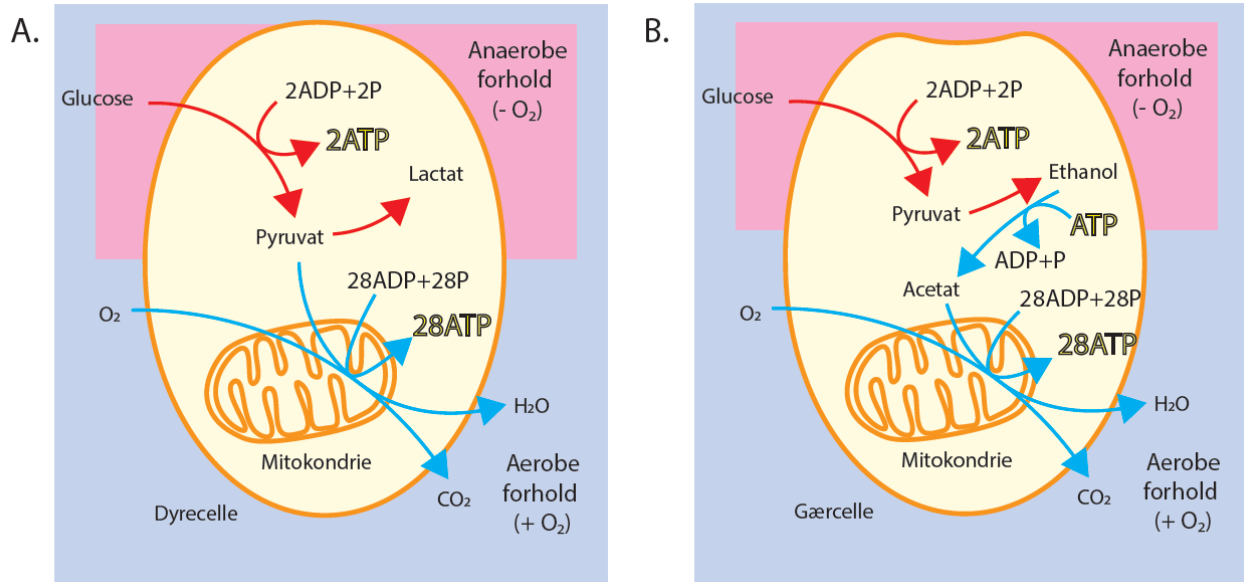 A.
Anaerobe
forhold
(- O₂)
Glucose
2ADP+2P
2ATP
Lactat
Pyruvat
28ADP+28P
O₂
28ATP
H₂O
Mitokondrie
Aerobe
forhold
(+ O₂)
CO₂
Dyrecelle
B.
Anaerobe
forhold
(- O₂)
Glucose
2ADP+2P
2ATP
Ethanol
Pyruvat
ATP
ADP+P
Acetat
28ADP+28P
O₂
28ATP
H₂O
Mitokondrie
Aerobe
forhold
(+ O₂)
CO₂
Gærcelle